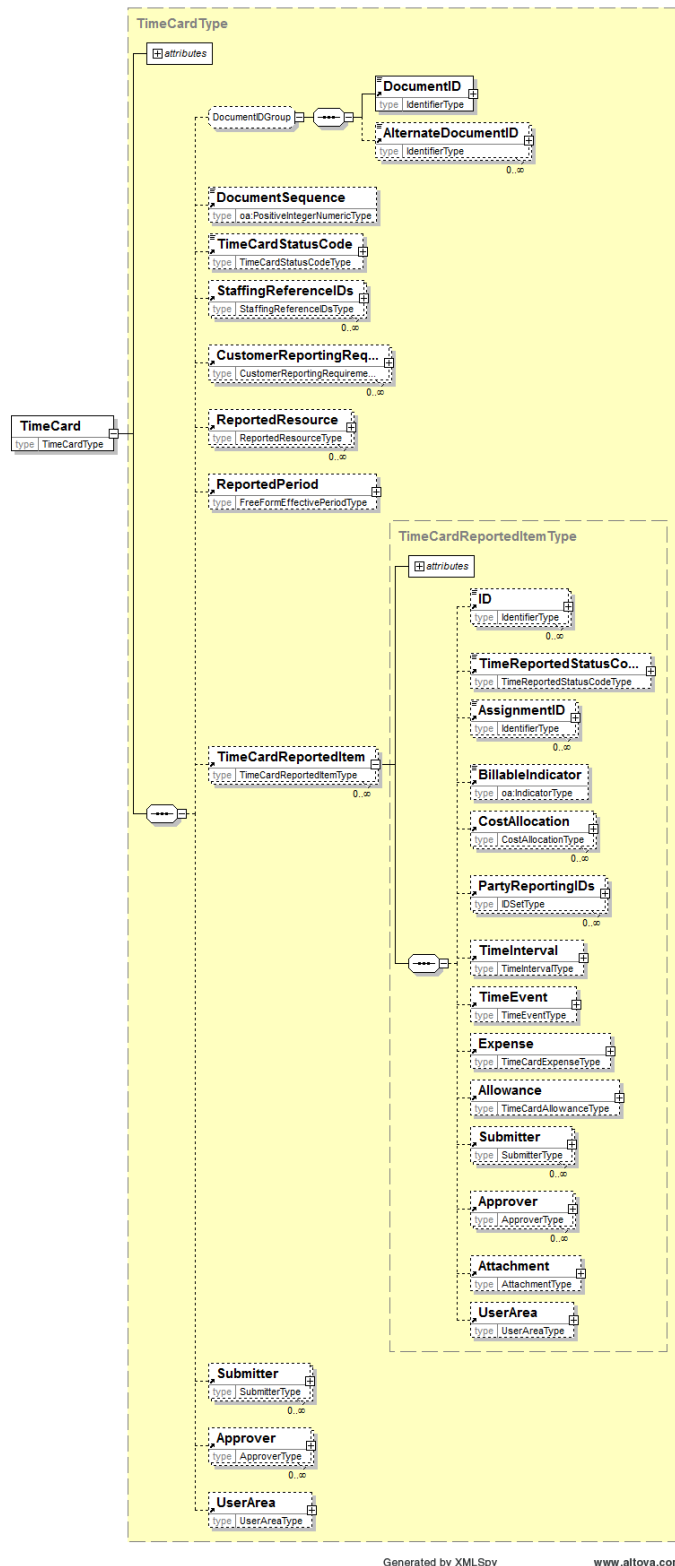 TimeCardType
attributes
DocumentIDGroup
DocumentID
type IdentifierType
AlternateDocumentID
type IdentifierType
0..∞
DocumentSequence
type oa:PositiveIntegerNumericType
TimeCardStatusCode
type TimeCardStatusCodeType
StaffingReferenceIDs
type StaffingReferenceIDsType
0..∞
CustomerReportingReq...
type CustomerReportingRequireme...
0..∞
ReportedResource
type ReportedResourceType
0..∞
TimeCard
type TimeCardType
ReportedPeriod
type FreeFormEffectivePeriodType
TimeCardReportedItemType
attributes
ID
type IdentifierType
0..∞
TimeReportedStatusCo...
type TimeReportedStatusCodeType
AssignmentID
type IdentifierType
0..∞
TimeCardReportedItem
type TimeCardReportedItemType
0..∞
BillableIndicator
type oa:IndicatorType
CostAllocation
type CostAllocationType
0..∞
PartyReportingIDs
type IDSetType
0..∞
TimeInterval
type TimeIntervalType
TimeEvent
type TimeEventType
Expense
type TimeCardExpenseType
Allowance
type TimeCardAllowanceType
Submitter
type SubmitterType
0..∞
Approver
type ApproverType
0..∞
Attachment
type AttachmentType
UserArea
type UserAreaType
Submitter
type SubmitterType
0..∞
Approver
type ApproverType
0..∞
UserArea
type UserAreaType
Generated by XMLSpy www.altova.com